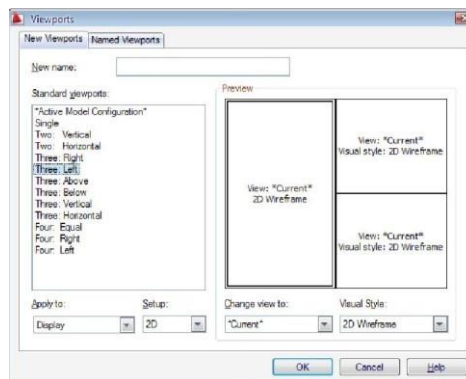 Viewports
New Viewports Named Viewports
New name:
Standard viewports:
*Active Model Configuration*
Single
Two: Vertical
Two: Horizontal
Three: Right
Three: Left
Three: Above
Three: Below
Three: Vertical
Three: Horizontal
Four: Equal
Four: Right
Four: Left
Apply to: Setup:
Display 2D
Preview
View: *Current*
2D Wireframe
View: *Current*
Visual style: 2D Wireframe
View: *Current*
Visual style: 2D Wireframe
Change view to: Visual Style:
*Current* 2D Wireframe
OK Cancel Help